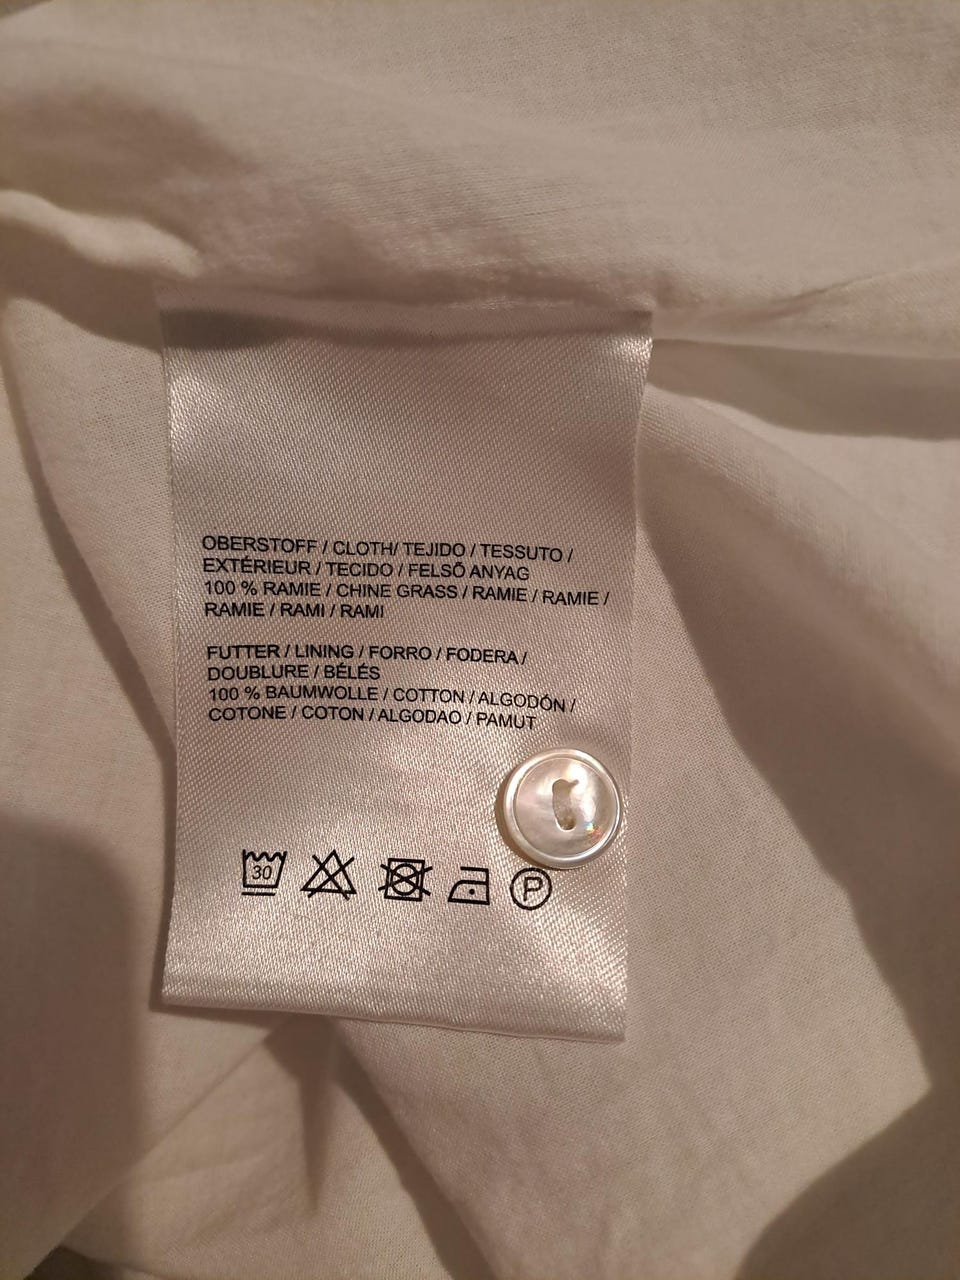 OBERSTOFF / CLOTH/ TEJIDO / TESSUTO /
EXTÉRIEUR / TECIDO / FELSŐ ANYAG
100 % RAMIE / CHINE GRASS / RAMIE / RAMIE /
RAMIE / RAMI / RAMI
FUTTER / LINING / FORRO / FODERA /
DOUBLURE / BÉLÉS
100 % BAUMWOLLE / COTTON / ALGODÓN /
COTONE / COTON / ALGODAO / PAMUT
30 P